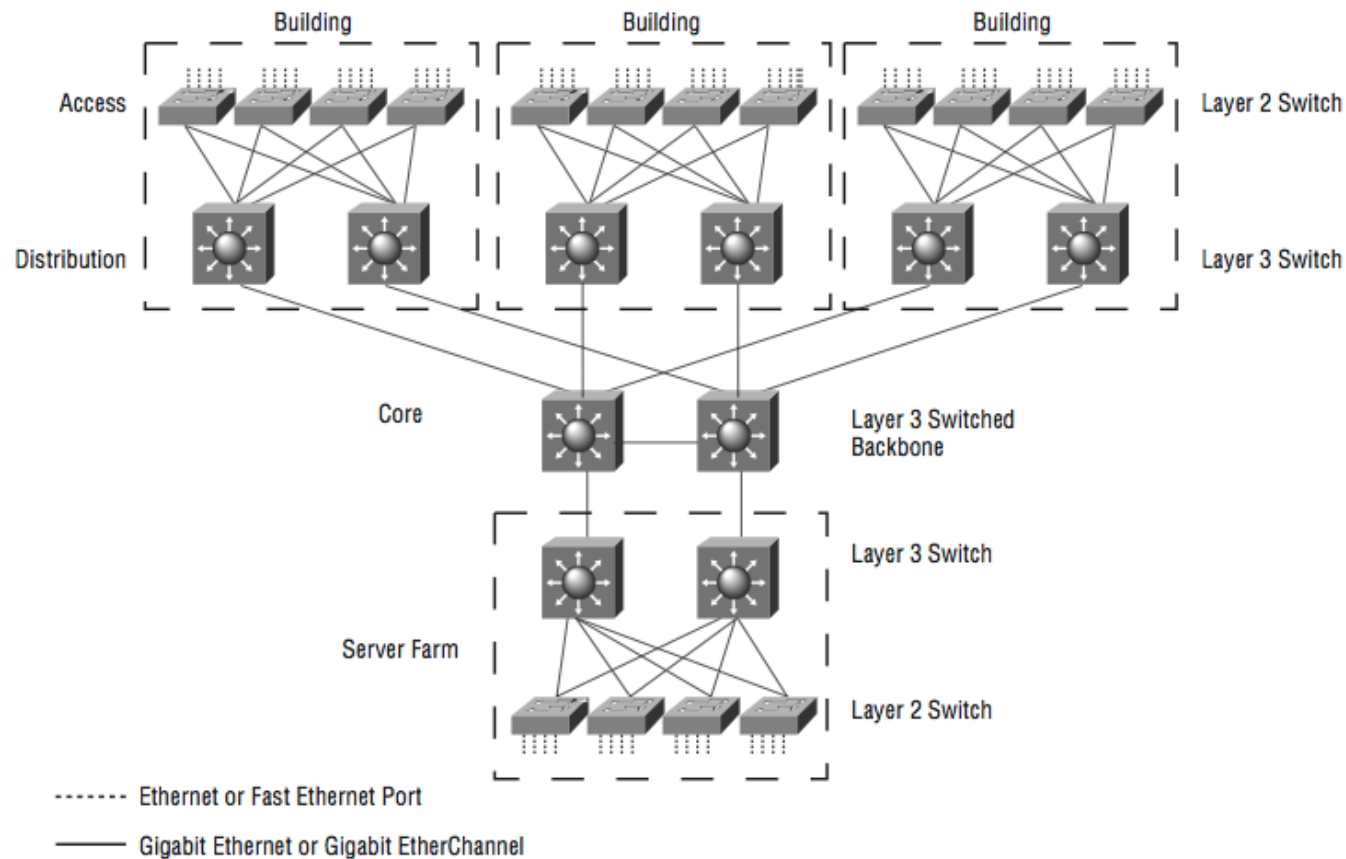 Building
Building
Building
Access
Layer 2 Switch
Distribution
Layer 3 Switch
Core
Layer 3 Switched
Backbone
Layer 3 Switch
Server Farm
Layer 2 Switch
Ethernet or Fast Ethernet Port
Gigabit Ethernet or Gigabit EtherChannel